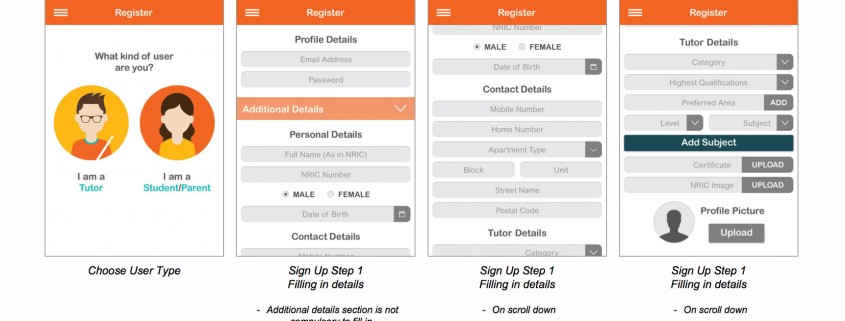 Register
What kind of user
are you?
I am a
Tutor
I am a
Student/Parent
Choose User Type
Register
Profile Details
Email Address
Password
Additional Details
Personal Details
Full Name (As in NRIC)
NRIC Number
MALE
FEMALE
Date of Birth
Contact Details
Mobile Number
Sign Up Step 1
Filling in details
- Additional details section is not
compulsory to fill in
Register
NRIC Number
MALE
FEMALE
Date of Birth
Contact Details
Mobile Number
Home Number
Apartment Type
Block
Unit
Street Name
Postal Code
Tutor Details
Category
Sign Up Step 1
Filling in details
- On scroll down
Register
Tutor Details
Category
Highest Qualifications
Preferred Area
ADD
Level
Subject
Add Subject
Certificate
UPLOAD
NRIC Image
UPLOAD
Profile Picture
Upload
Sign Up Step 1
Filling in details
- On scroll down